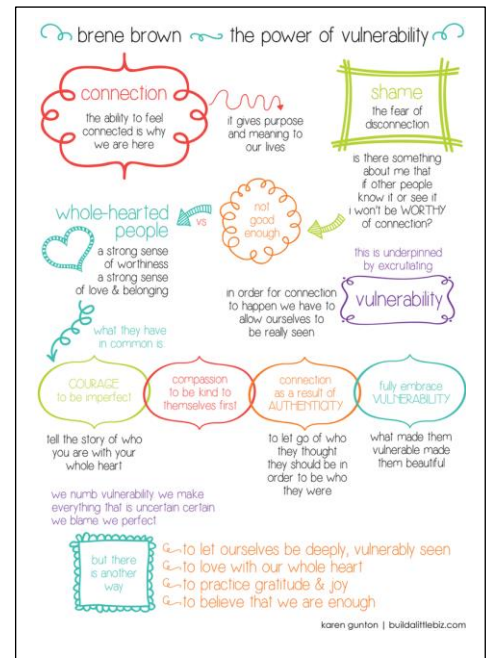 brene brown the power of vulnerability
connection
the ability to feel
connected is why
we are here
it gives purpose
and meaning to
our lives
shame
the fear of
disconnection
is there something
about me that
if other people
know it or see it
i won't be WORTHY
of connection?
not
good
enough
vs
whole-hearted
people
a strong sense
of worthiness
a strong sense
of love & belonging
this is underpinned
by excrutiating
vulnerability
in order for connection
to happen we have to
allow ourselves to
be really seen
what they have
in common is:
COURAGE
to be imperfect
compassion
to be kind to
themselves first
connection
as a result of
AUTHENTICITY
fully embrace
VULNERABILITY
tell the story of who
you are with your
whole heart
to let go of who
they thought
they should be in
order to be who
they were
what made them
vulnerable made
them beautiful
we numb vulnerability we make
everything that is uncertain certain
we blame we perfect
but there
is another
way
to let ourselves be deeply, vulnerably seen
to love with our whole heart
to practice gratitude & joy
to believe that we are enough
karen gunton | buildalittlebiz.com